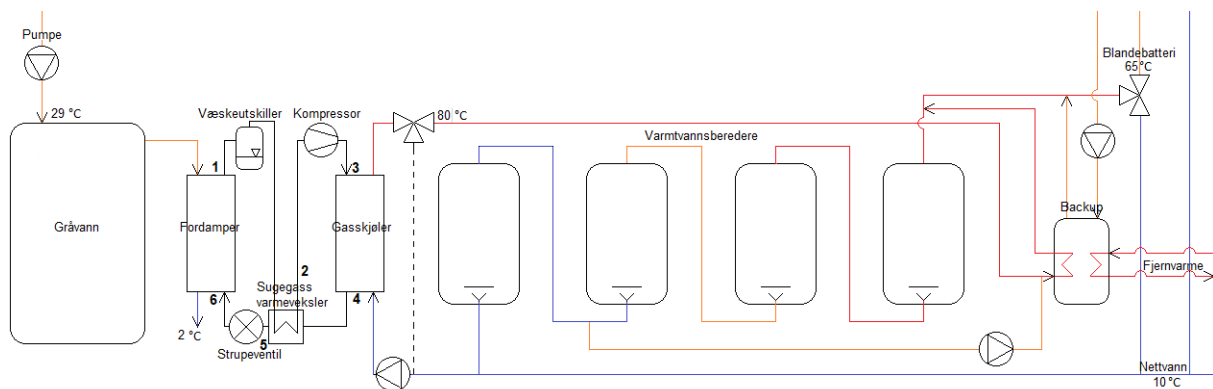 Pumpe
29 °C
Gråvann
Væskeutskiller
Kompressor
1
3
Fordamper
Gasskjøler
2
Sugegass
varmeveksler
6
4
2 °C
5
Strupeventil
80 °C
Varmtvannsberedere
Blandebatteri
65°C
Backup
Fjernvarme
Nettvann
10 °C